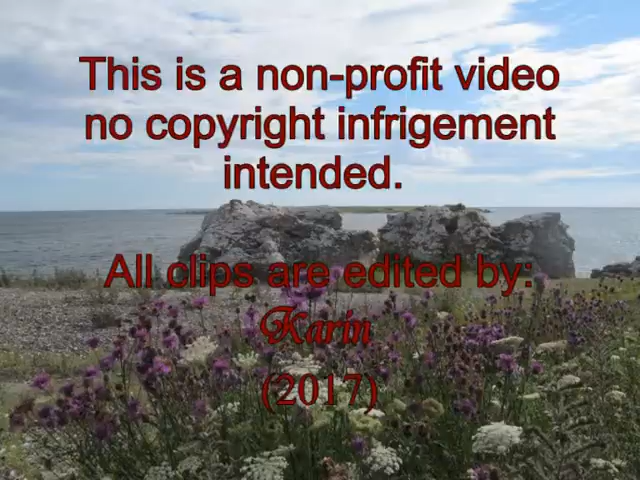 This is a non-profit video
no copyright infrigement
intended.
All clips are edited by:
Karin
(2017)